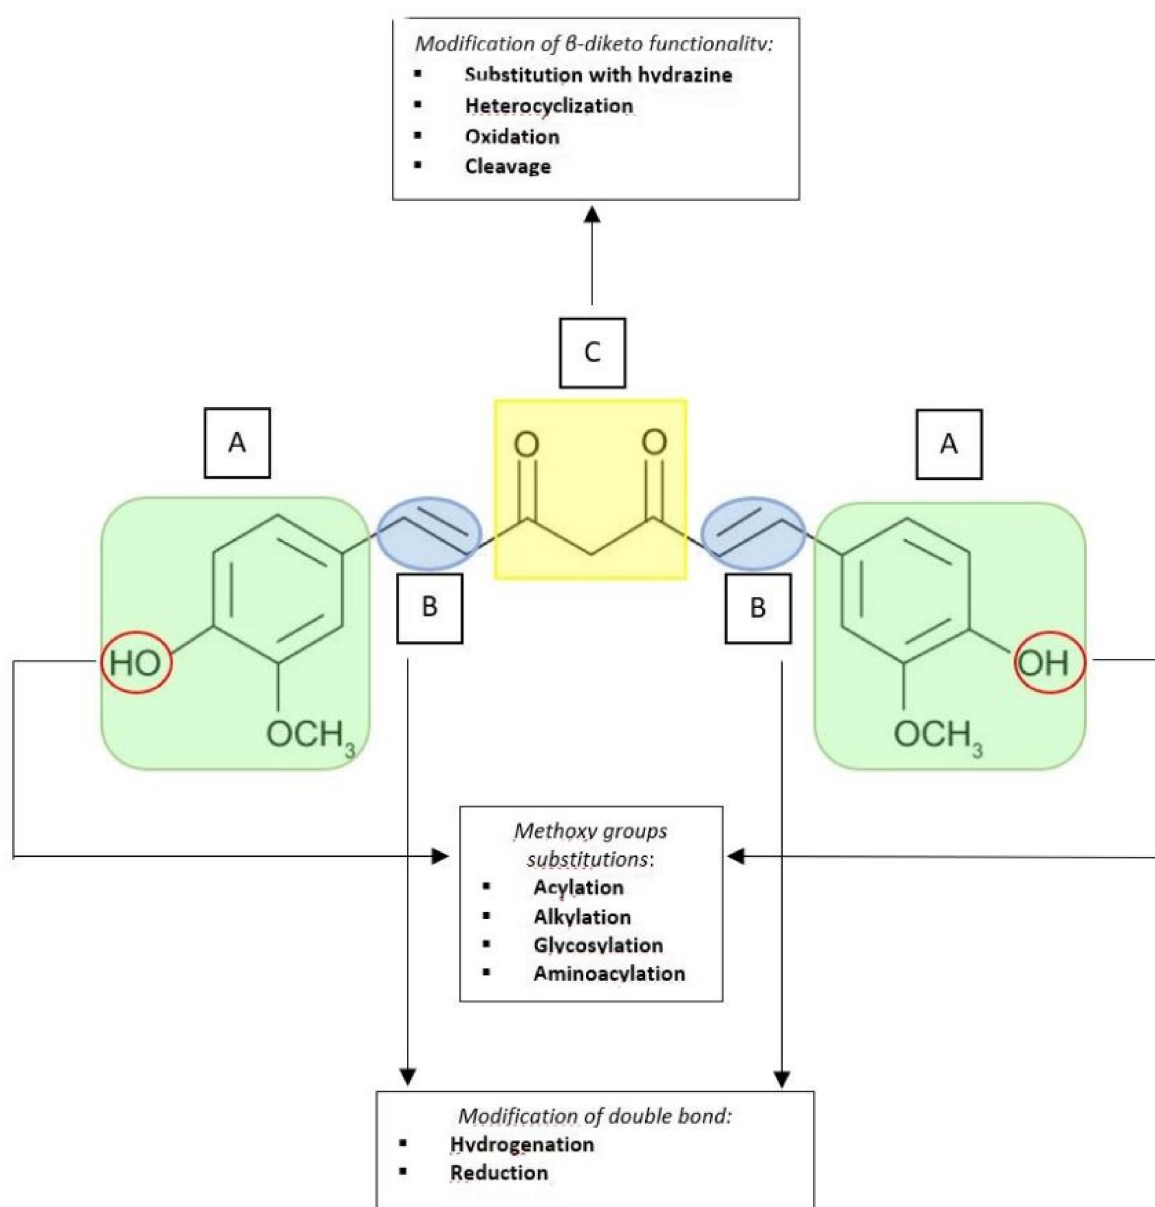 Modification of β-diketo functionality:
▪ Substitution with hydrazine
▪ Heterocyclization
▪ Oxidation
▪ Cleavage
C
A
A
O
O
B
B
HO
OH
OCH₃
OCH₃
Methoxy groups
substitutions:
▪ Acylation
▪ Alkylation
▪ Glycosylation
▪ Aminoacylation
Modification of double bond:
▪ Hydrogenation
▪ Reduction